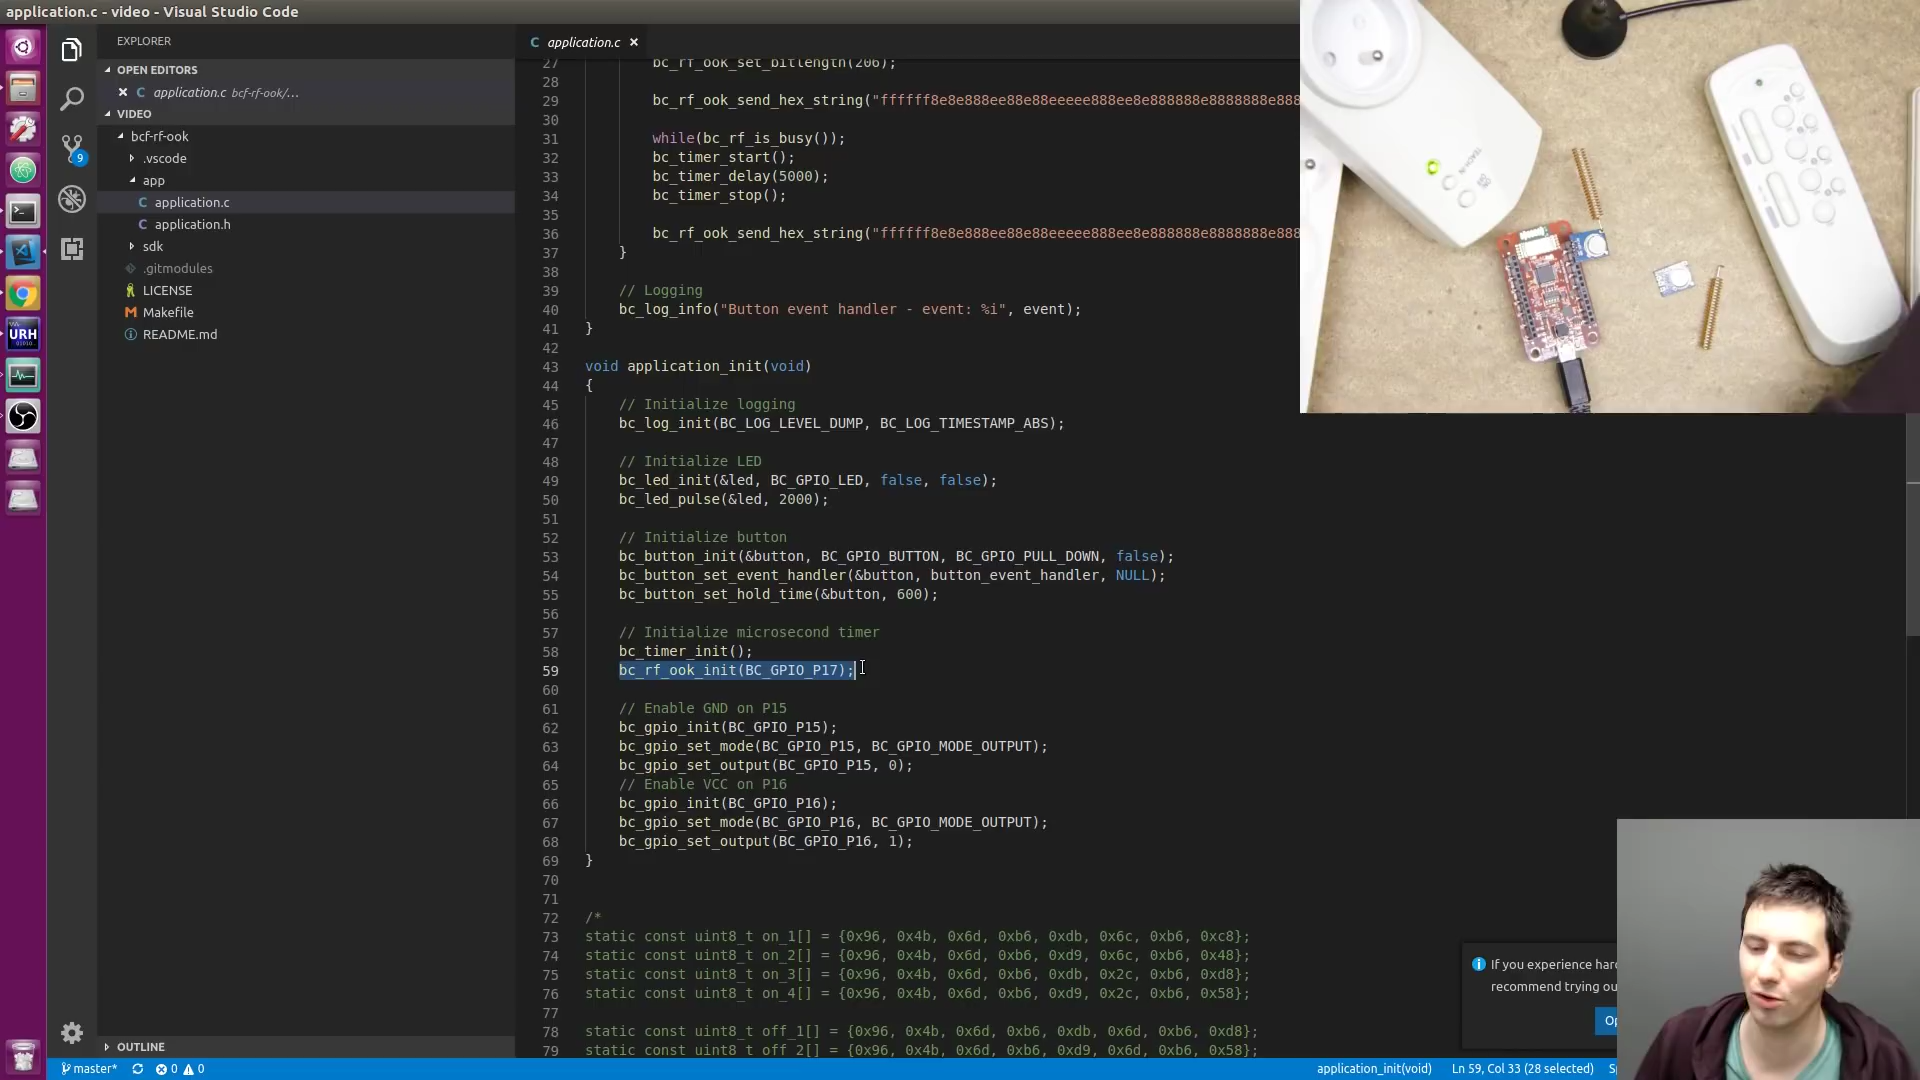 application.c - video - Visual Studio Code
EXPLORER
OPEN EDITORS
application.c bcf-rf-ook/...
VIDEO
bcf-rf-ook
.vscode
app
C application.c
C application.h
sdk
.gitmodules
LICENSE
M Makefile
README.md
OUTLINE
9
URH
C application.c
27 bc_rf_ook_set_bitlength(206);
28
29 bc_rf_ook_send_hex_string("ffffff8e8e888ee88e88eeeee888ee8e888888e8888888e888
30
31 while(bc_rf_is_busy());
32 bc_timer_start();
33 bc_timer_delay(5000);
34 bc_timer_stop();
35
36 bc_rf_ook_send_hex_string("ffffff8e8e888ee88e88eeeee888ee8e888888e8888888e888
37 }
38
39 // Logging
40 bc_log_info("Button event handler - event: %i", event);
41 }
42
43 void application_init(void)
44 {
45 // Initialize logging
46 bc_log_init(BC_LOG_LEVEL_DUMP, BC_LOG_TIMESTAMP_ABS);
47
48 // Initialize LED
49 bc_led_init(&led, BC_GPIO_LED, false, false);
50 bc_led_pulse(&led, 2000);
51
52 // Initialize button
53 bc_button_init(&button, BC_GPIO_BUTTON, BC_GPIO_PULL_DOWN, false);
54 bc_button_set_event_handler(&button, button_event_handler, NULL);
55 bc_button_set_hold_time(&button, 600);
56
57 // Initialize microsecond timer
58 bc_timer_init();
59 bc_rf_ook_init(BC_GPIO_P17);
60
61 // Enable GND on P15
62 bc_gpio_init(BC_GPIO_P15);
63 bc_gpio_set_mode(BC_GPIO_P15, BC_GPIO_MODE_OUTPUT);
64 bc_gpio_set_output(BC_GPIO_P15, 0);
65 // Enable VCC on P16
66 bc_gpio_init(BC_GPIO_P16);
67 bc_gpio_set_mode(BC_GPIO_P16, BC_GPIO_MODE_OUTPUT);
68 bc_gpio_set_output(BC_GPIO_P16, 1);
69 }
70
71
72 /*
73 static const uint8_t on_1[] = {0x96, 0x4b, 0x6d, 0xb6, 0xdb, 0x6c, 0xb6, 0xc8};
74 static const uint8_t on_2[] = {0x96, 0x4b, 0x6d, 0xb6, 0xd9, 0x6c, 0xb6, 0x48};
75 static const uint8_t on_3[] = {0x96, 0x4b, 0x6d, 0xb6, 0xdb, 0x2c, 0xb6, 0xd8};
76 static const uint8_t on_4[] = {0x96, 0x4b, 0x6d, 0xb6, 0xd9, 0x2c, 0xb6, 0x58};
77
78 static const uint8_t off_1[] = {0x96, 0x4b, 0x6d, 0xb6, 0xdb, 0x6d, 0xb6, 0xd8};
79 static const uint8_t off_2[] = {0x96, 0x4b, 0x6d, 0xb6, 0xd9, 0x6d, 0xb6, 0x58};
TEACH-IN
If you experience
recommend trying
master*
0 0
application_init(void)
Ln 59, Col 33 (28 selected)